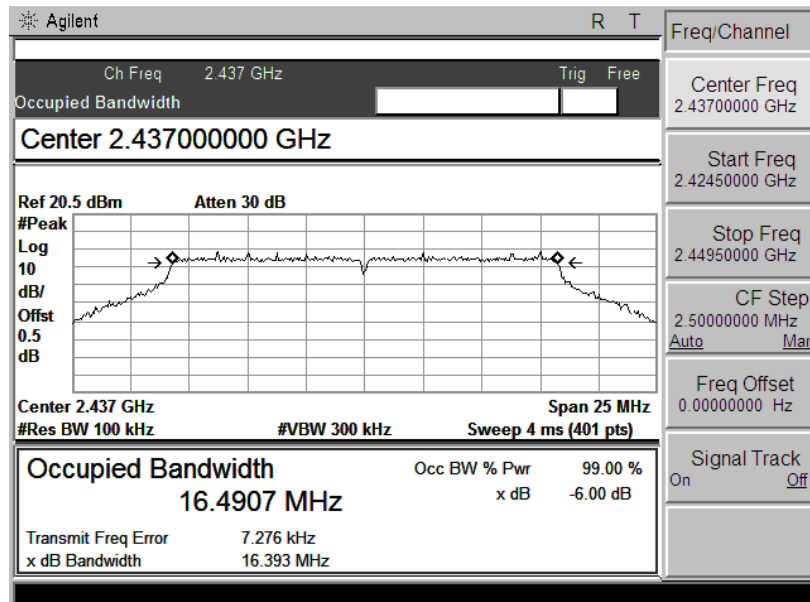 Agilent R T
Ch Freq 2.437 GHz Trig Free
Occupied Bandwidth
Center 2.437000000 GHz
Ref 20.5 dBm Atten 30 dB
#Peak
Log
10
dB/
Offst
0.5
dB
Center 2.437 GHz Span 25 MHz
#Res BW 100 kHz #VBW 300 kHz Sweep 4 ms (401 pts)
Occupied Bandwidth Occ BW % Pwr 99.00 %
16.4907 MHz x dB -6.00 dB
Transmit Freq Error 7.276 kHz
x dB Bandwidth 16.393 MHz
Freq/Channel
Center Freq
2.43700000 GHz
Start Freq
2.42450000 GHz
Stop Freq
2.44950000 GHz
CF Step
2.50000000 MHz
Auto Mar
Freq Offset
0.00000000 Hz
Signal Track
On Off